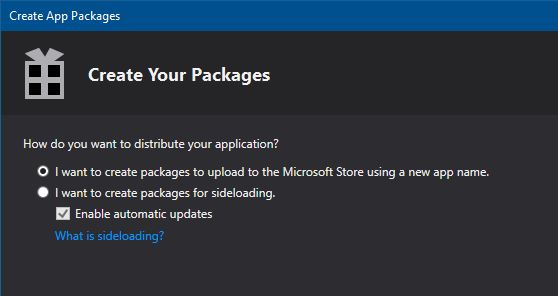 Create App Packages
Create Your Packages
How do you want to distribute your application?
I want to create packages to upload to the Microsoft Store using a new app name.
I want to create packages for sideloading.
Enable automatic updates
What is sideloading?